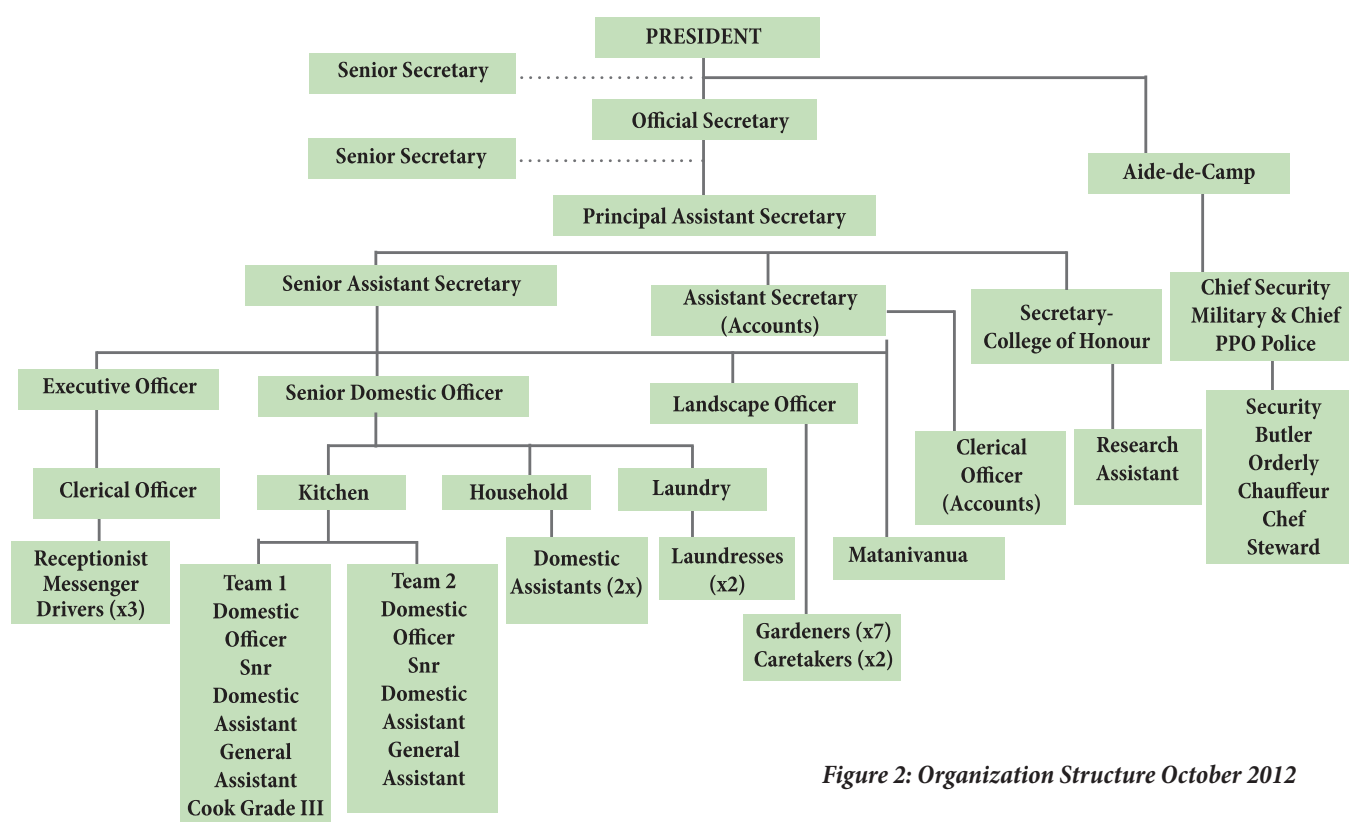 PRESIDENT
Senior Secretary
Official Secretary
Senior Secretary
Aide-de-Camp
Principal Assistant Secretary
Senior Assistant Secretary
Assistant Secretary
(Accounts)
Secretary-
College of Honour
Chief Security
Military & Chief
PPO Police
Executive Officer
Senior Domestic Officer
Landscape Officer
Clerical
Officer
(Accounts)
Research
Assistant
Security
Butler
Orderly
Chauffeur
Chef
Steward
Clerical Officer
Kitchen
Household
Laundry
Receptionist
Messenger
Drivers (x3)
Team 1
Domestic
Officer
Snr
Domestic
Assistant
General
Assistant
Cook Grade III
Team 2
Domestic
Officer
Snr
Domestic
Assistant
General
Assistant
Domestic
Assistants (2x)
Laundresses
(x2)
Matanivanua
Gardeners (x7)
Caretakers (x2)
Figure 2: Organization Structure October 2012